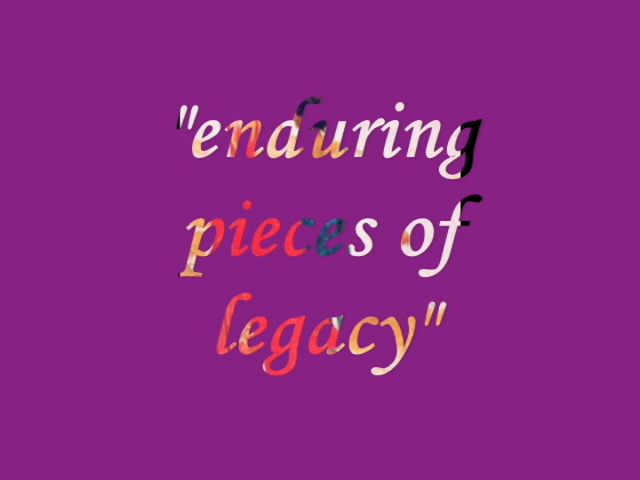 "enduring
pieces of
legacy"